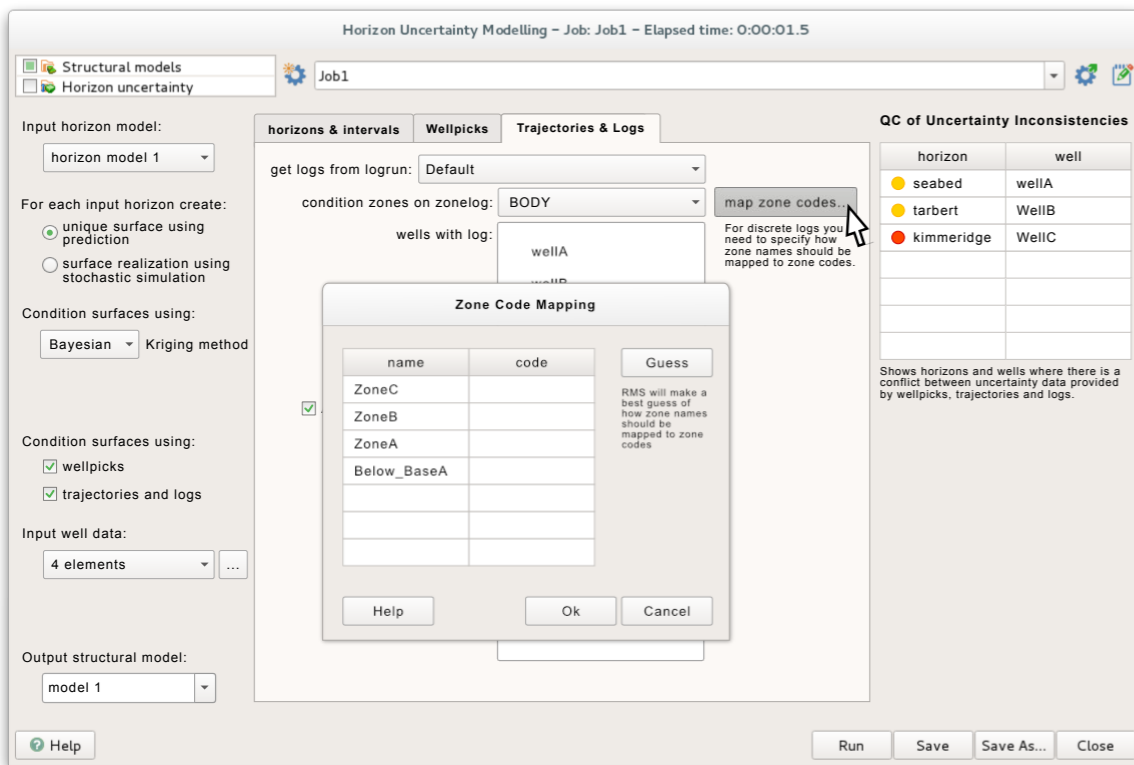 Horizon Uncertainty Modelling – Job: Job1 – Elapsed time: 0:00:01.5
Structural models
Horizon uncertainty
Job1
Input horizon model:
horizon model 1
For each input horizon create:
unique surface using
prediction
surface realization using
stochastic simulation
Condition surfaces using:
Bayesian
Kriging method
Condition surfaces using:
wellpicks
trajectories and logs
Input well data:
4 elements
...
Output structural model:
model 1
horizons & intervals
Wellpicks
Trajectories & Logs
get logs from logrun:
Default
condition zones on zonelog:
BODY
map zone codes...
For discrete logs you
need to specify how
zone names should be
mapped to zone codes.
wells with log:
wellA
Zone Code Mapping
name
code
ZoneC
ZoneB
ZoneA
Below_BaseA
Guess
RMS will make a
best guess of
how zone names
should be
mapped to zone
codes
Help
Ok
Cancel
QC of Uncertainty Inconsistencies
horizon
well
seabed
wellA
tarbert
WellB
kimmeridge
WellC
Shows horizons and wells where there is a
conflict between uncertainty data provided
by wellpicks, trajectories and logs.
Help
Run
Save
Save As...
Close